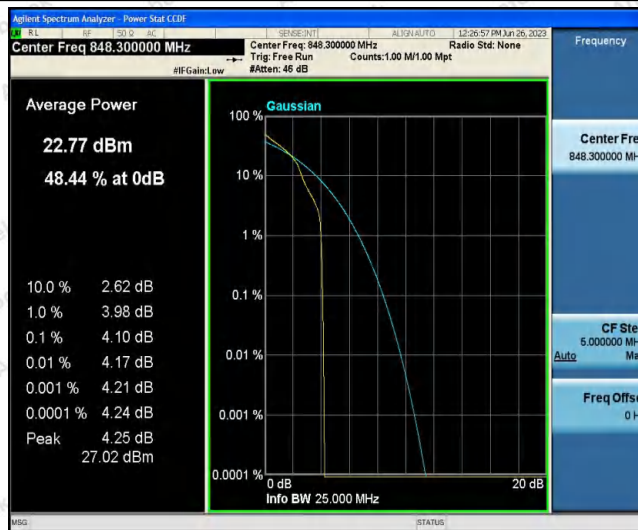 Agilent Spectrum Analyzer - Power Stat CCDF
RL RF 50 Ω AC SENSE:INT ALIGN AUTO 12:26:57 PM Jun 26, 2023
Center Freq 848.300000 MHz
Center Freq: 848.300000 MHz Radio Std: None
Trig: Free Run Counts:1.00 M/1.00 Mpt
#IFGain:Low #Atten: 46 dB
Frequency
Average Power
22.77 dBm
48.44 % at 0dB
10.0 % 2.62 dB
1.0 % 3.98 dB
0.1 % 4.10 dB
0.01 % 4.17 dB
0.001 % 4.21 dB
0.0001 % 4.24 dB
Peak 4.25 dB
27.02 dBm
Gaussian
100 %
10 %
1 %
0.1 %
0.01 %
0.001 %
0.0001 %
0 dB 20 dB
Info BW 25.000 MHz
Center Fre
848.300000 MH
CF Ste
5.000000 MH
Auto Ma
Freq Offse
0 H
MSG STATUS